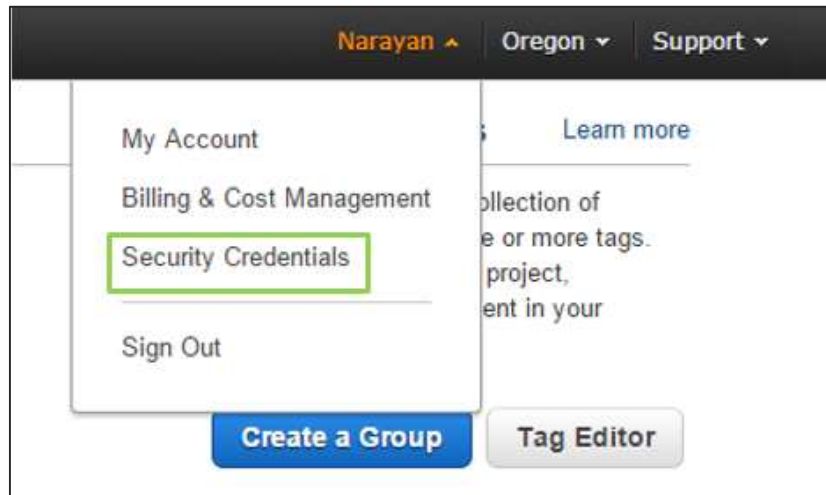 Narayan Oregon Support
Learn more
My Account
Billing & Cost Management
ollection of
Security Credentials
e or more tags.
project,
ent in your
Sign Out
Create a Group Tag Editor